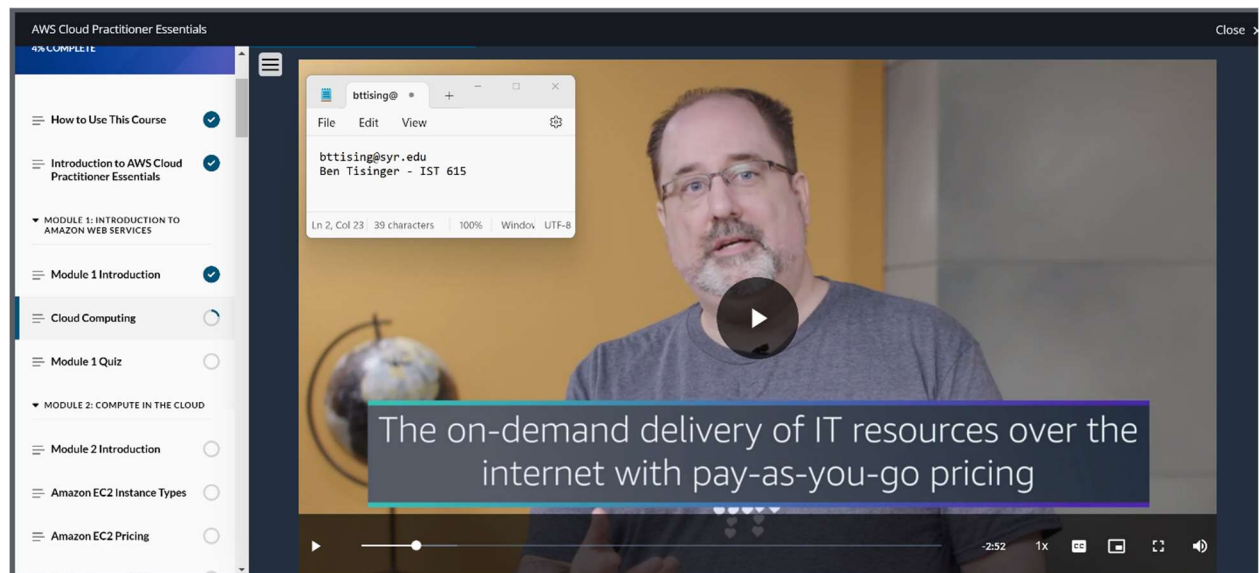 AWS Cloud Practitioner Essentials
Close
4% COMPLETE
How to Use This Course
Introduction to AWS Cloud
Practitioner Essentials
MODULE 1: INTRODUCTION TO
AMAZON WEB SERVICES
Module 1 Introduction
Cloud Computing
Module 1 Quiz
MODULE 2: COMPUTE IN THE CLOUD
Module 2 Introduction
Amazon EC2 Instance Types
Amazon EC2 Pricing
bttising@
File Edit View
bttising@syr.edu
Ben Tisinger - IST 615
Ln 2, Col 23 39 characters 100% Window UTF-8
The on-demand delivery of IT resources over the
internet with pay-as-you-go pricing
-2:52 1x CC